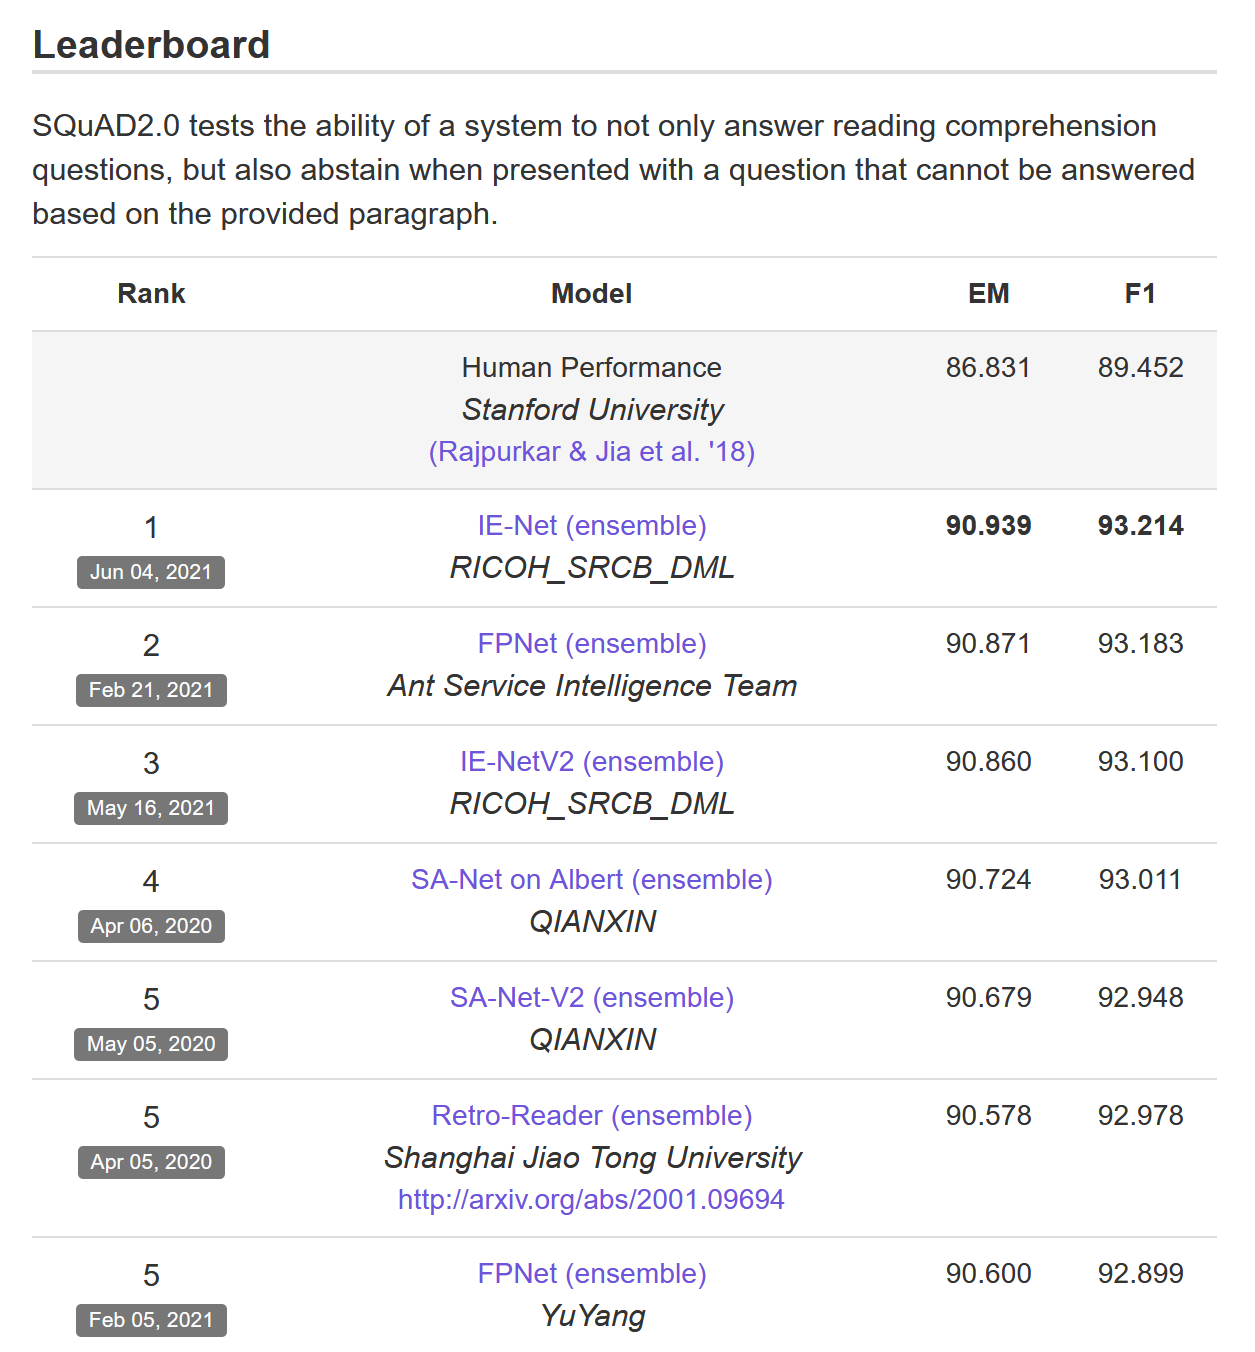 Leaderboard
SQuAD2.0 tests the ability of a system to not only answer reading comprehension
questions, but also abstain when presented with a question that cannot be answered
based on the provided paragraph.
Rank Model EM F1
Human Performance 86.831 89.452
Stanford University
(Rajpurkar & Jia et al. '18)
1 IE-Net (ensemble) 90.939 93.214
Jun 04, 2021 RICOH_SRCB_DML
2 FPNet (ensemble) 90.871 93.183
Feb 21, 2021 Ant Service Intelligence Team
3 IE-NetV2 (ensemble) 90.860 93.100
May 16, 2021 RICOH_SRCB_DML
4 SA-Net on Albert (ensemble) 90.724 93.011
Apr 06, 2020 QIANXIN
5 SA-Net-V2 (ensemble) 90.679 92.948
May 05, 2020 QIANXIN
5 Retro-Reader (ensemble) 90.578 92.978
Apr 05, 2020 Shanghai Jiao Tong University
http://arxiv.org/abs/2001.09694
5 FPNet (ensemble) 90.600 92.899
Feb 05, 2021 YuYang